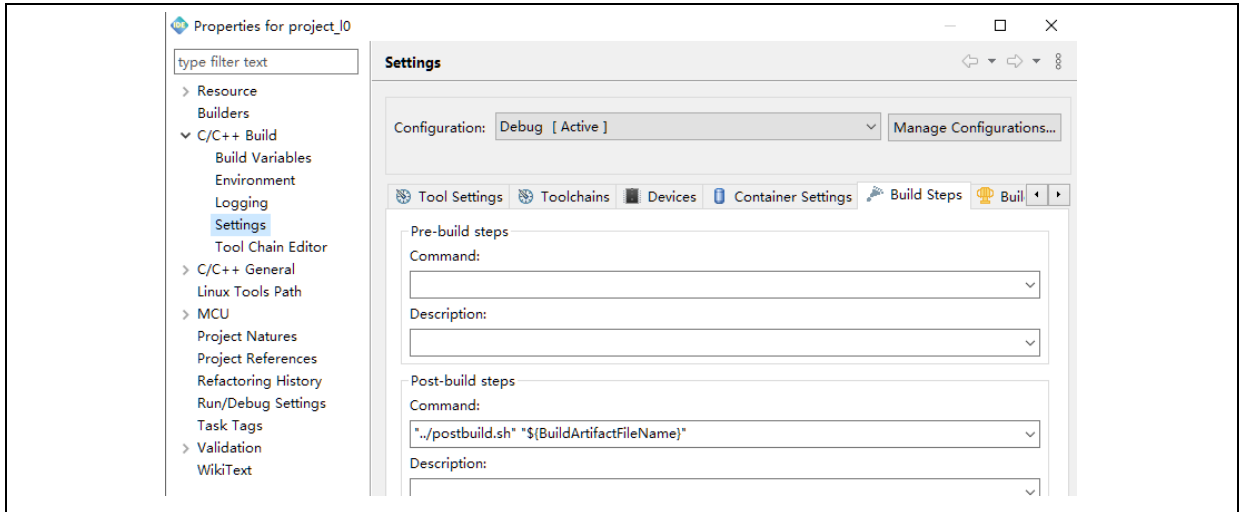 IDE Properties for project_l0
type filter text
Settings
Resource
Builders
C/C++ Build
Build Variables
Environment
Logging
Settings
Tool Chain Editor
C/C++ General
Linux Tools Path
MCU
Project Natures
Project References
Refactoring History
Run/Debug Settings
Task Tags
Validation
WikiText
Configuration: Debug [ Active ] Manage Configurations...
Tool Settings Toolchains Devices Container Settings Build Steps Buil
Pre-build steps
Command:
Description:
Post-build steps
Command:
"../postbuild.sh" "${BuildArtifactFileName}"
Description: